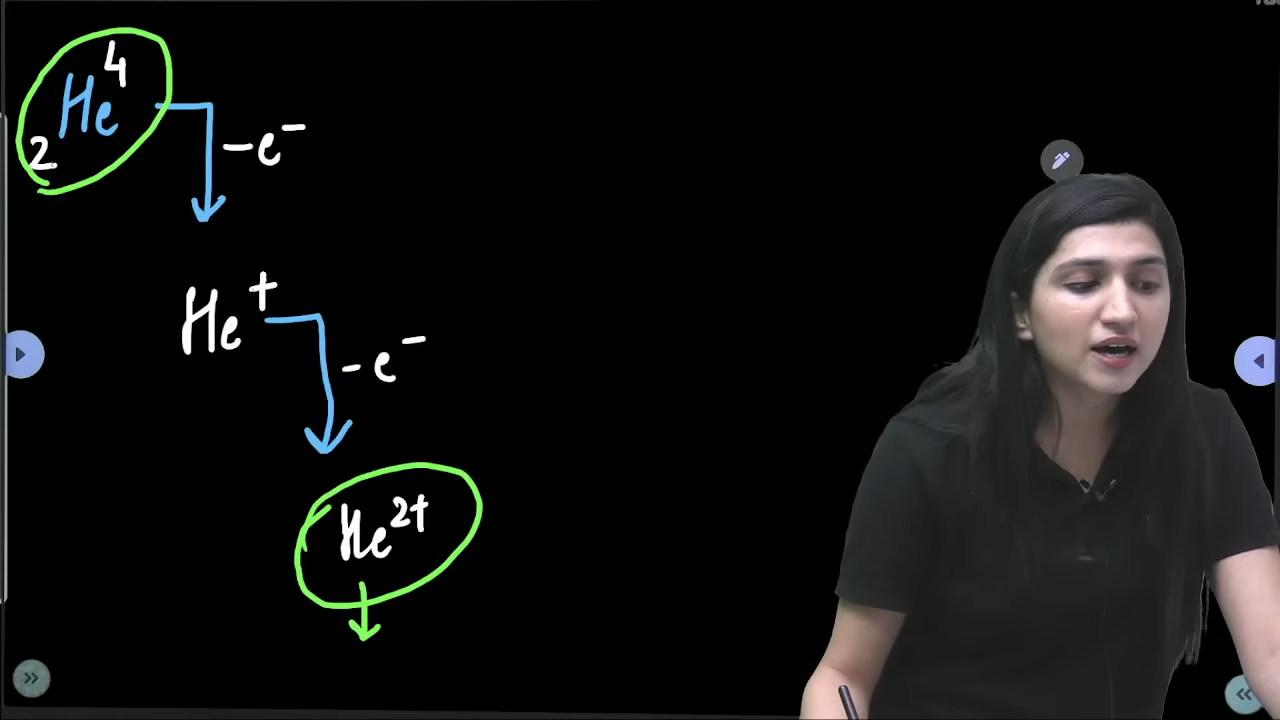 ₂He⁴
-e⁻
He⁺
-e⁻
He²⁺